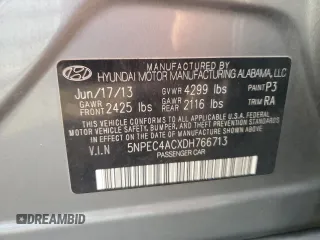 MANUFACTURED BY
HYUNDAI MOTOR MANUFACTURING ALABAMA, LLC
Jun/17/13 GVWR 4299 lbs PAINT P3
GAWR FRONT 2425 lbs GAWR REAR 2116 lbs TRIM RA
THIS VEHICLE CONFORMS TO ALL APPLICABLE
FEDERAL MOTOR VEHICLE SAFETY, BUMPER, AND THEFT
PREVENTION STANDARDS IN EFFECT ON THE DATE
OF MANUFACTURE SHOWN ABOVE.
V.I.N 5NPEC4ACXDH766713
PASSENGER CAR
DREAMBID